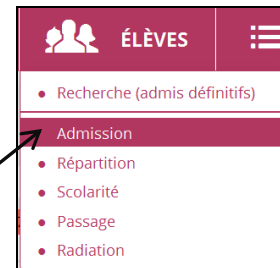 ÉLÈVES
Recherche (admis définitifs)
Admission
Répartition
Scolarité
Passage
Radiation